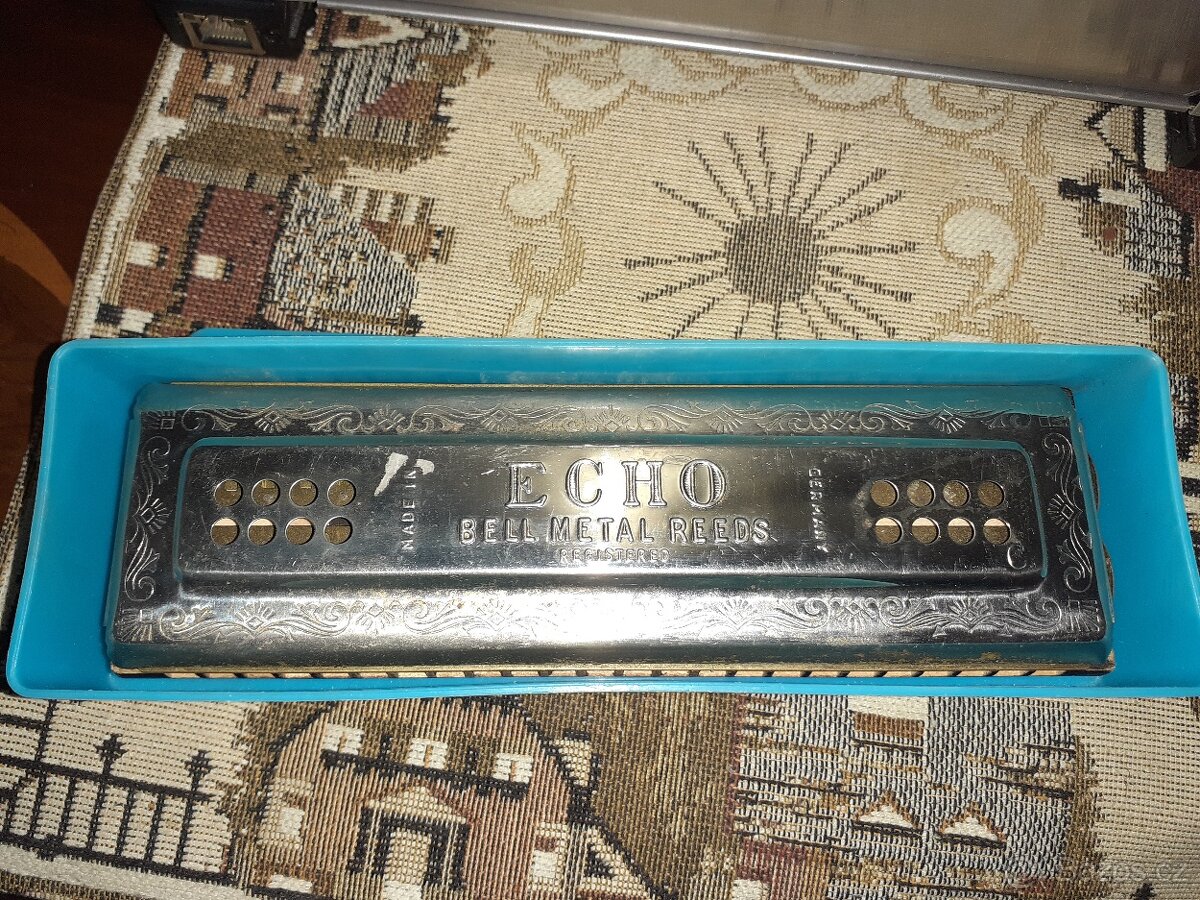 ECHO
MADE IN
GERMANY
BELL METAL REEDS
REGISTERED
C